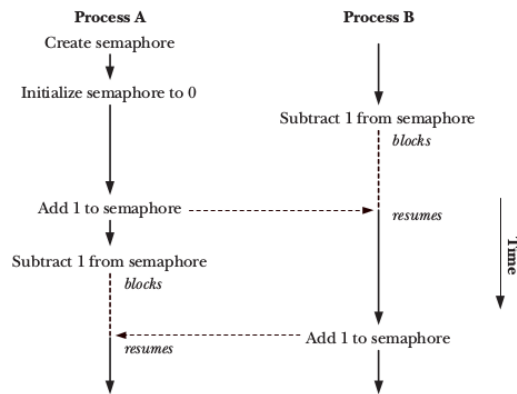 Process A
Process B
Create semaphore
Initialize semaphore to 0
Subtract 1 from semaphore
blocks
Add 1 to semaphore
resumes
Subtract 1 from semaphore
blocks
Time
Add 1 to semaphore
resumes